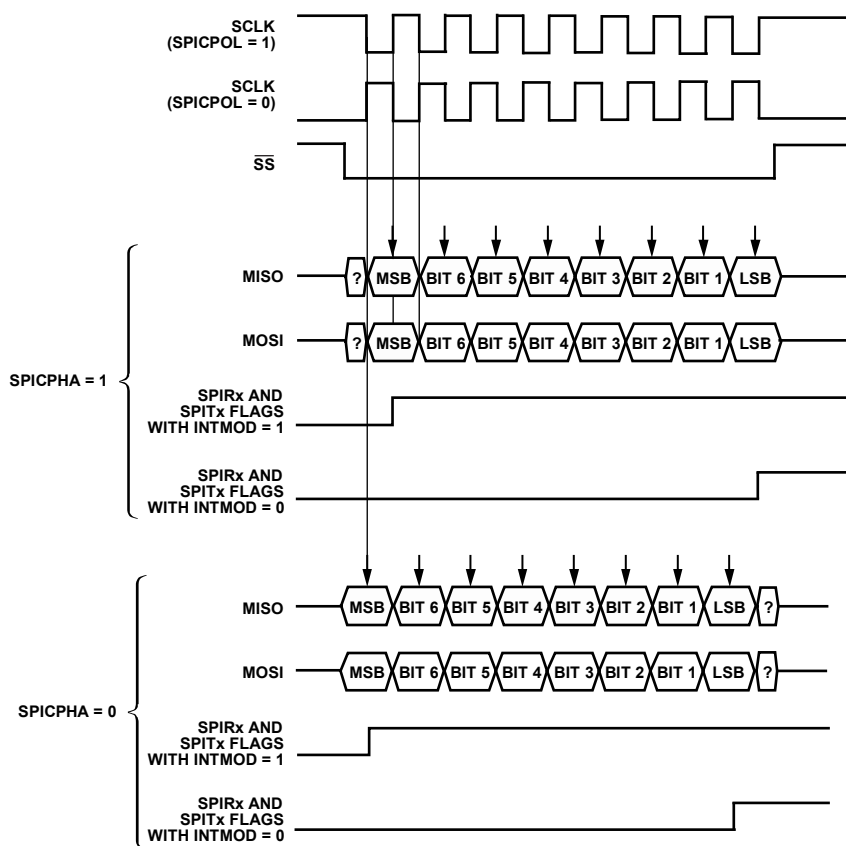 SCLK
(SPICPOL = 1)
SCLK
(SPICPOL = 0)
SS
MISO ? MSB BIT 6 BIT 5 BIT 4 BIT 3 BIT 2 BIT 1 LSB
MOSI ? MSB BIT 6 BIT 5 BIT 4 BIT 3 BIT 2 BIT 1 LSB
SPICPHA = 1
SPIRx AND
SPITx FLAGS
WITH INTMOD = 1
SPIRx AND
SPITx FLAGS
WITH INTMOD = 0
MISO MSB BIT 6 BIT 5 BIT 4 BIT 3 BIT 2 BIT 1 LSB ?
MOSI MSB BIT 6 BIT 5 BIT 4 BIT 3 BIT 2 BIT 1 LSB ?
SPICPHA = 0
SPIRx AND
SPITx FLAGS
WITH INTMOD = 1
SPIRx AND
SPITx FLAGS
WITH INTMOD = 0